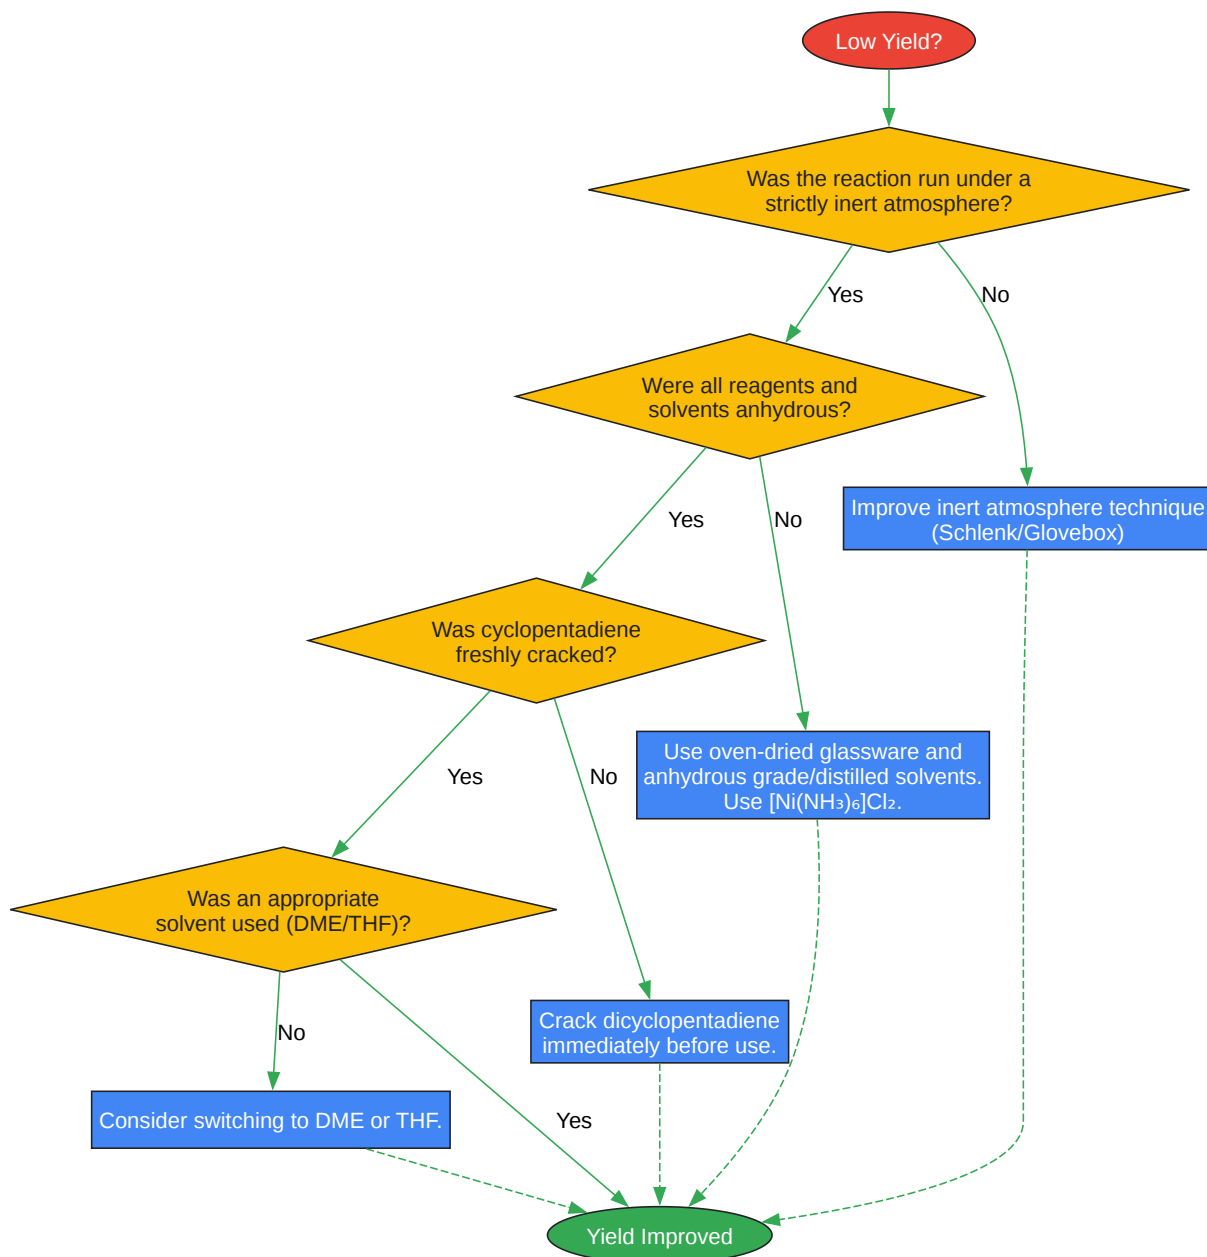 Low Yield?
Was the reaction run under a
strictly inert atmosphere?
Yes
No
Were all reagents and
solvents anhydrous?
Yes
No
Improve inert atmosphere technique
(Schlenk/Glovebox)
Was cyclopentadiene
freshly cracked?
Yes
No
Use oven-dried glassware and
anhydrous grade/distilled solvents.
Use [Ni(NH₃)₆]Cl₂.
Was an appropriate
solvent used (DME/THF)?
No
Yes
Crack dicyclopentadiene
immediately before use.
Consider switching to DME or THF.
Yield Improved